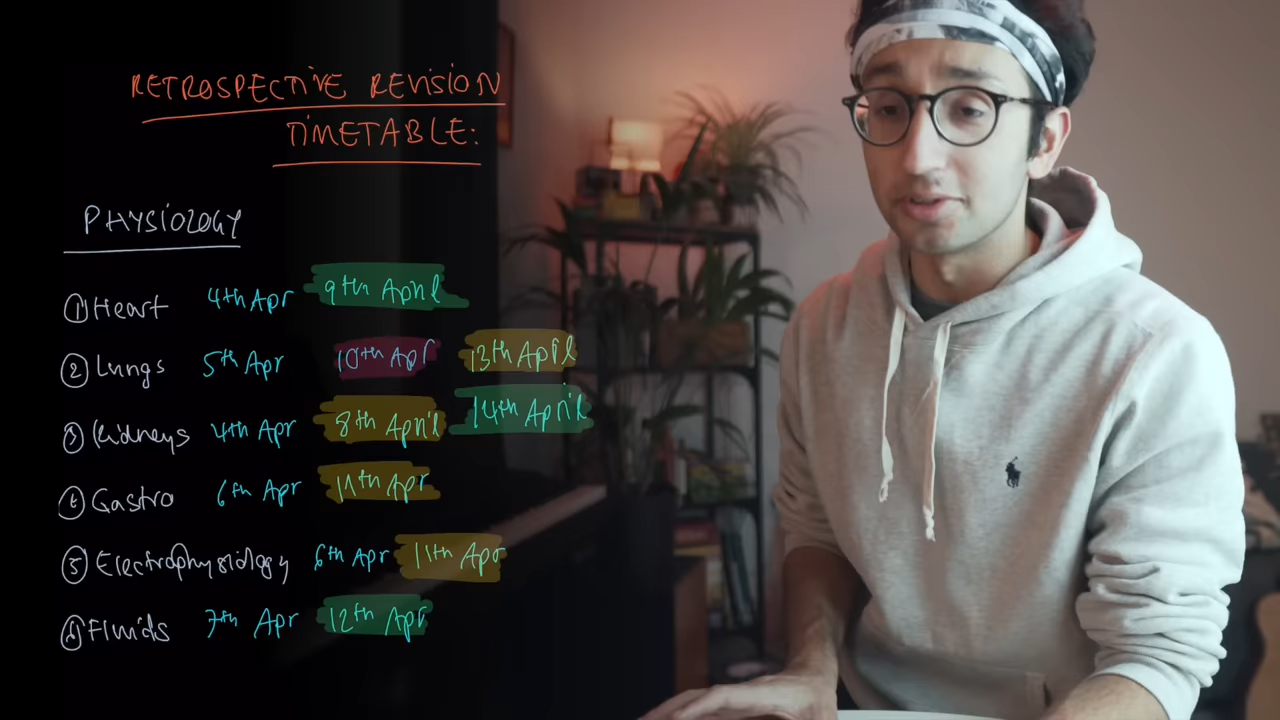 RETROSPECTIVE REVISION
TIMETABLE:
PHYSIOLOGY
① Heart 4th Apr 9th April
② Lungs 5th Apr 10th Apr 13th April
③ Kidneys 4th Apr 8th April 14th April
④ Gastro 6th Apr 11th Apr
⑤ Electrophysiology 6th Apr 11th Apr
⑥ Fluids 7th Apr 12th Apr